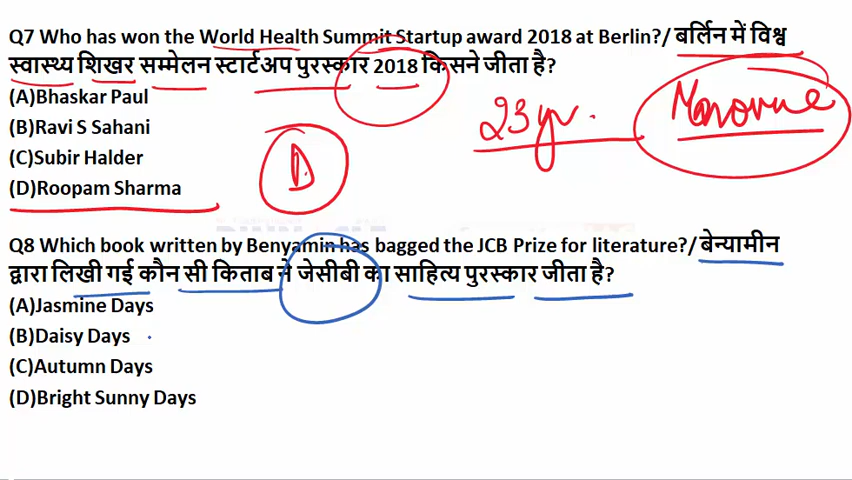 Q7 Who has won the World Health Summit Startup award 2018 at Berlin?/ बर्लिन में विश्व
स्वास्थ्य शिखर सम्मेलन स्टार्टअप पुरस्कार 2018 किसने जीता है?
(A)Bhaskar Paul
(B)Ravi S Sahani
23 yr.
(C)Subir Halder
D
(D)Roopam Sharma
Q8 Which book written by Benyamin has bagged the JCB Prize for literature?/ बेन्यामीन
द्वारा लिखी गई कौन सी किताब ने जेसीबी का साहित्य पुरस्कार जीता है?
(A)Jasmine Days
(B)Daisy Days
(C)Autumn Days
(D)Bright Sunny Days